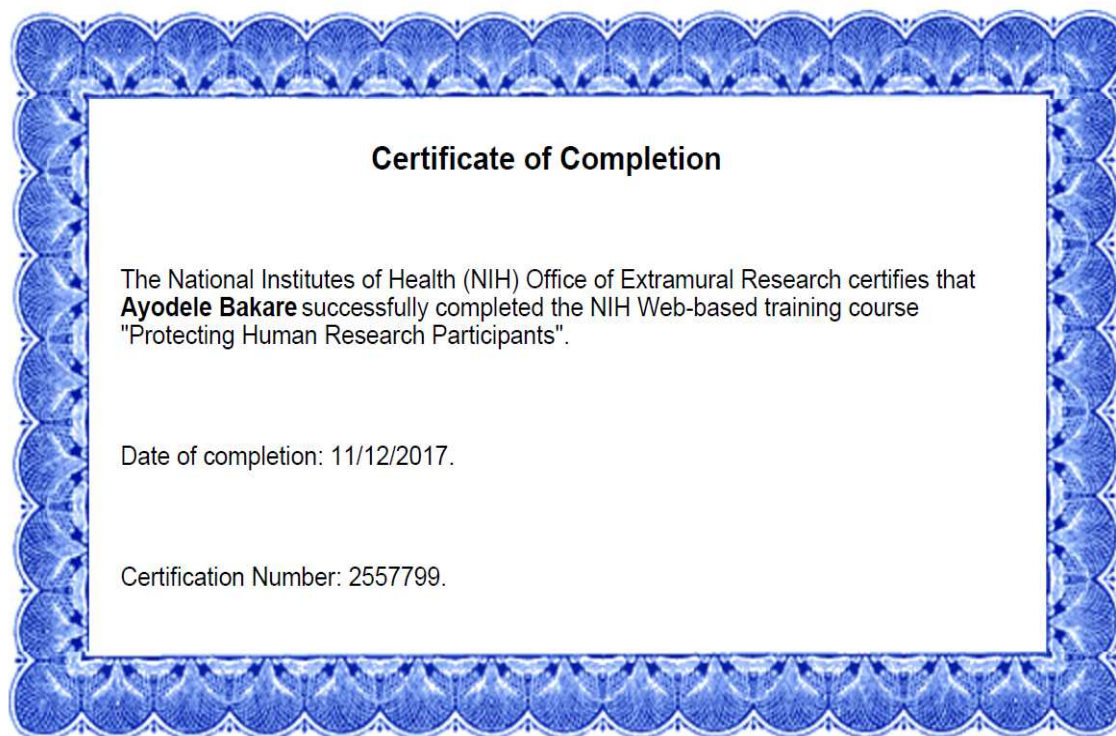 Certificate of Completion
The National Institutes of Health (NIH) Office of Extramural Research certifies that
Ayodele Bakare successfully completed the NIH Web-based training course
"Protecting Human Research Participants".
Date of completion: 11/12/2017.
Certification Number: 2557799.